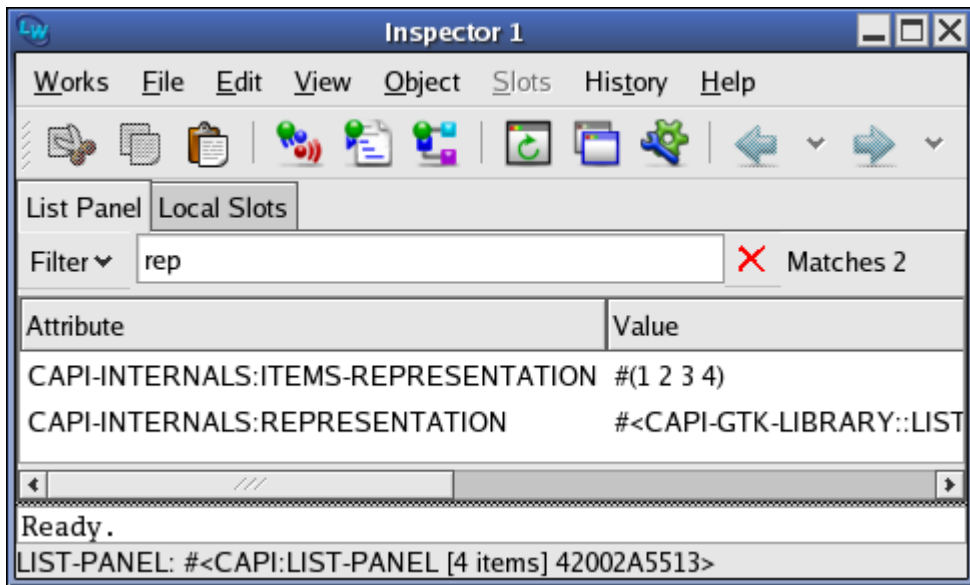 LW Inspector 1
Works File Edit View Object Slots History Help
List Panel Local Slots
Filter rep Matches 2
Attribute Value
CAPI-INTERNALS:ITEMS-REPRESENTATION #(1 2 3 4)
CAPI-INTERNALS:REPRESENTATION #<CAPI-GTK-LIBRARY::LIST
Ready.
LIST-PANEL: #<CAPI:LIST-PANEL [4 items] 42002A5513>